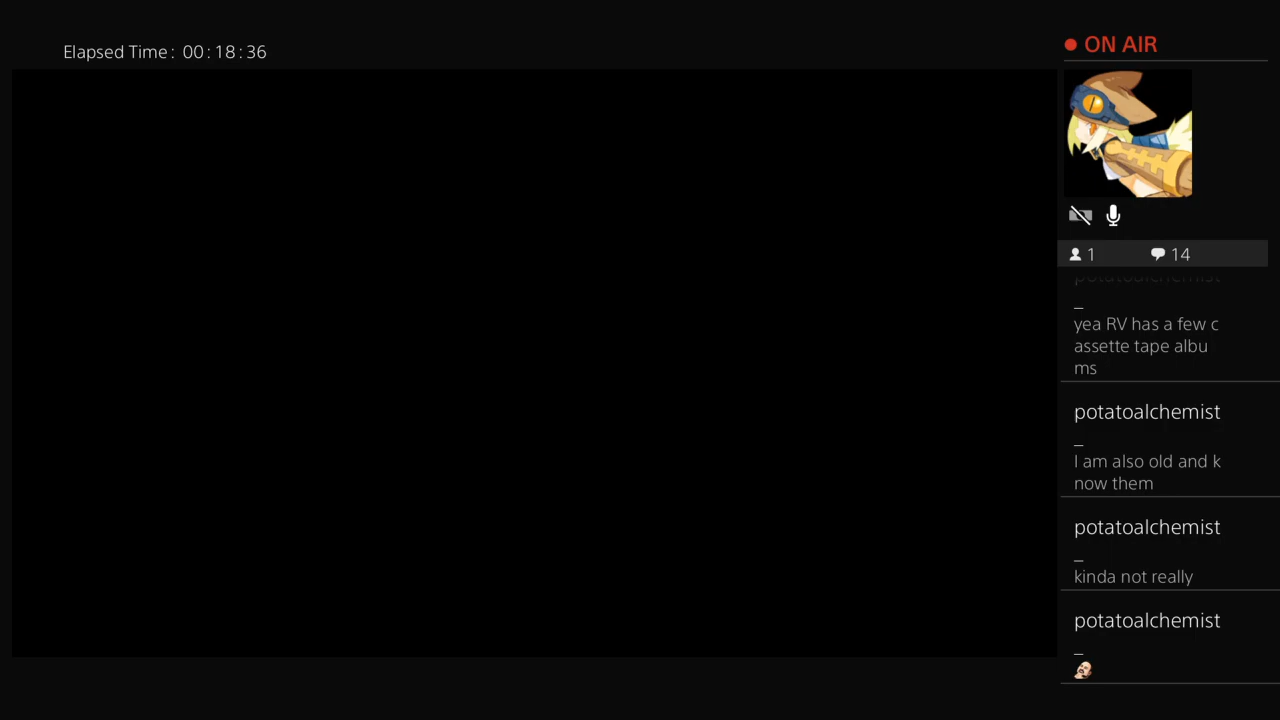 Elapsed Time: 00:18:36
ON AIR
1 14
potatoalchemist
_
yea RV has a few c
assette tape albu
ms
potatoalchemist
_
I am also old and k
now them
potatoalchemist
_
kinda not really
potatoalchemist
_